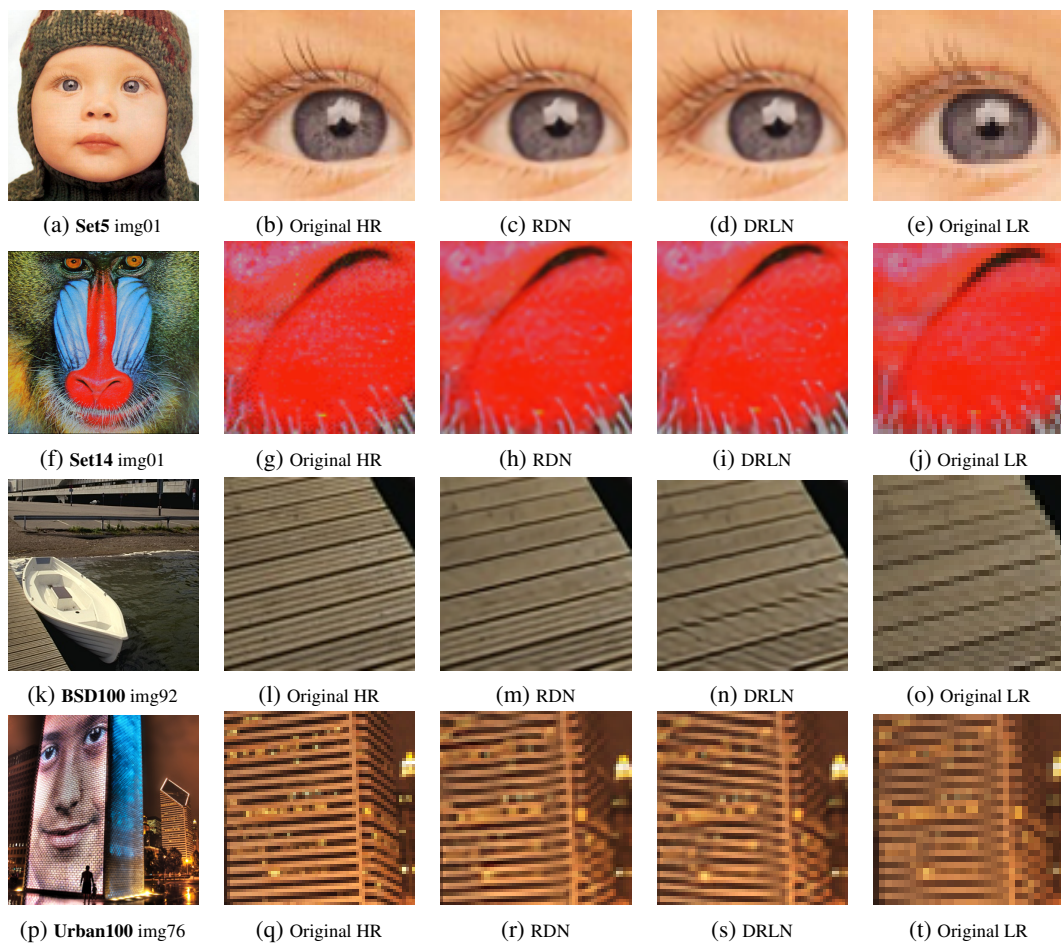 (a) Set5 img01 (b) Original HR (c) RDN (d) DRLN (e) Original LR
(f) Set14 img01 (g) Original HR (h) RDN (i) DRLN (j) Original LR
(k) BSD100 img92 (l) Original HR (m) RDN (n) DRLN (o) Original LR
(p) Urban100 img76 (q) Original HR (r) RDN (s) DRLN (t) Original LR